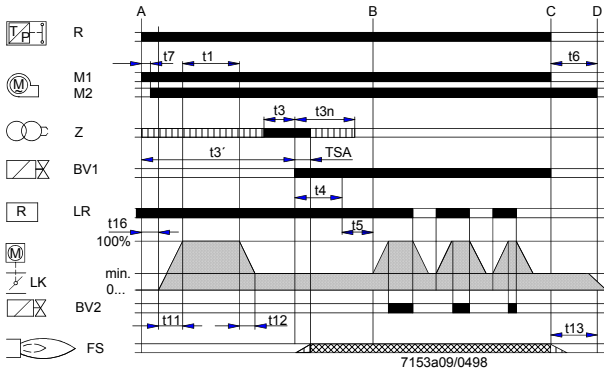 A B C D
T P R
t7 t1 t6
M M1
M2
t3 t3n
Z
t3´ TSA
BV1
t4
R LR
t16 t5
100%
M
min.
LK
0...
BV2
t11 t12 t13
FS
7153a09/0498